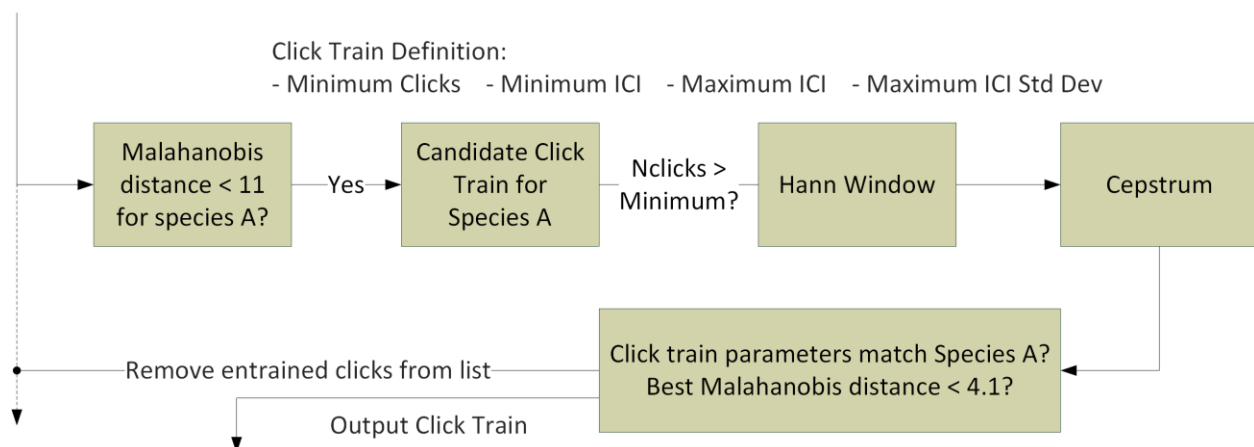 Click Train Definition:
- Minimum Clicks - Minimum ICI - Maximum ICI - Maximum ICI Std Dev
Malahanobis
distance < 11
for species A?
Yes
Candidate Click
Train for
Species A
Nclicks >
Minimum?
Hann Window
Cepstrum
Click train parameters match Species A?
Best Malahanobis distance < 4.1?
Remove entrained clicks from list
Output Click Train